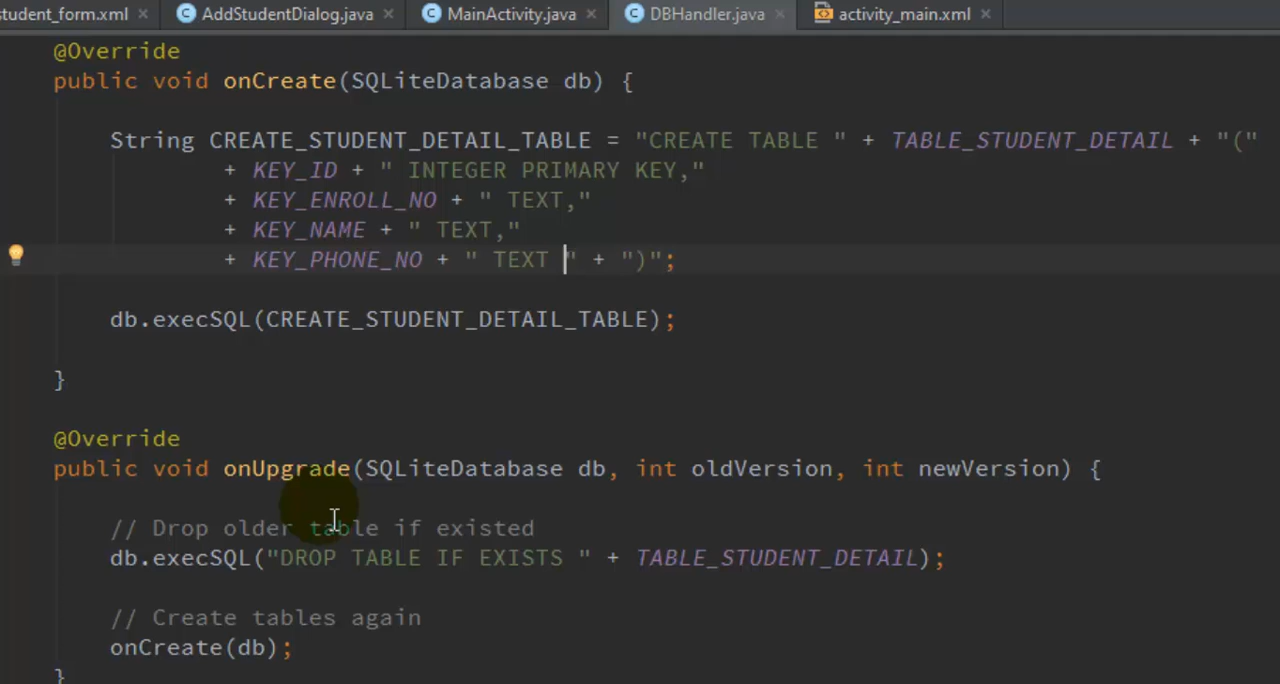 student_form.xml AddStudentDialog.java MainActivity.java DBHandler.java activity_main.xml
@Override
public void onCreate(SQLiteDatabase db) {
String CREATE_STUDENT_DETAIL_TABLE = "CREATE TABLE " + TABLE_STUDENT_DETAIL + "("
+ KEY_ID + " INTEGER PRIMARY KEY,"
+ KEY_ENROLL_NO + " TEXT,"
+ KEY_NAME + " TEXT,"
+ KEY_PHONE_NO + " TEXT " + ")";
db.execSQL(CREATE_STUDENT_DETAIL_TABLE);
}
@Override
public void onUpgrade(SQLiteDatabase db, int oldVersion, int newVersion) {
// Drop older table if existed
db.execSQL("DROP TABLE IF EXISTS " + TABLE_STUDENT_DETAIL);
// Create tables again
onCreate(db);
}